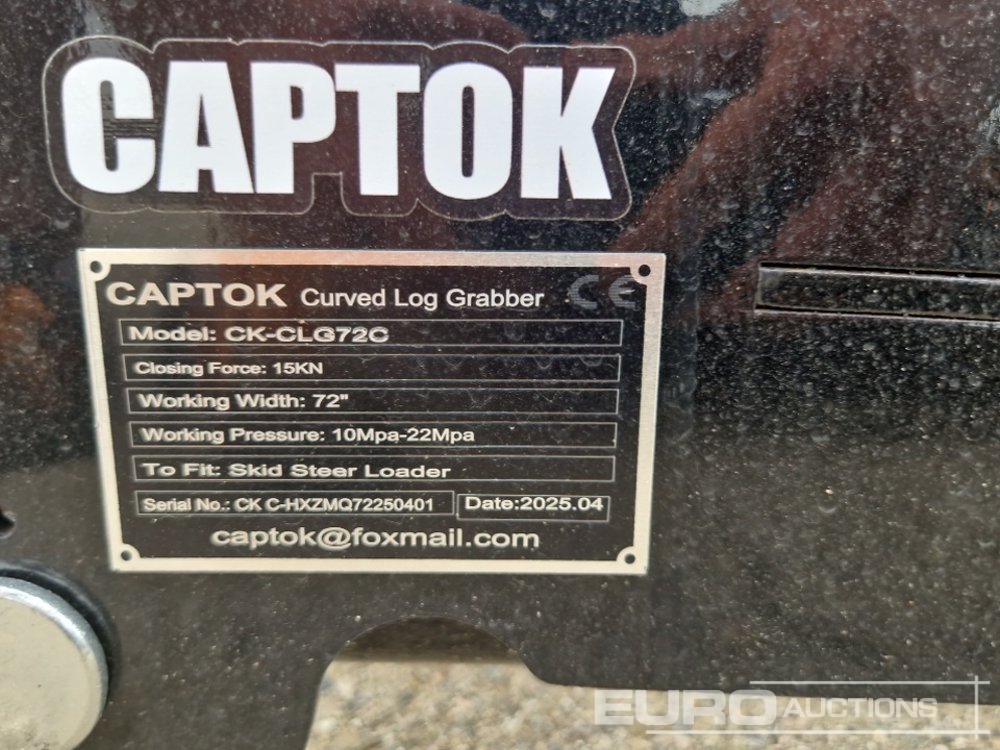 CAPTOK
CAPTOK Curved Log Grabber CE
Model: CK-CLG72C
Closing Force: 15KN
Working Width: 72"
Working Pressure: 10Mpa-22Mpa
To Fit: Skid Steer Loader
Serial No.: CK C-HXZMQ72250401 Date:2025.04
captok@foxmail.com
EURO AUCTIONS